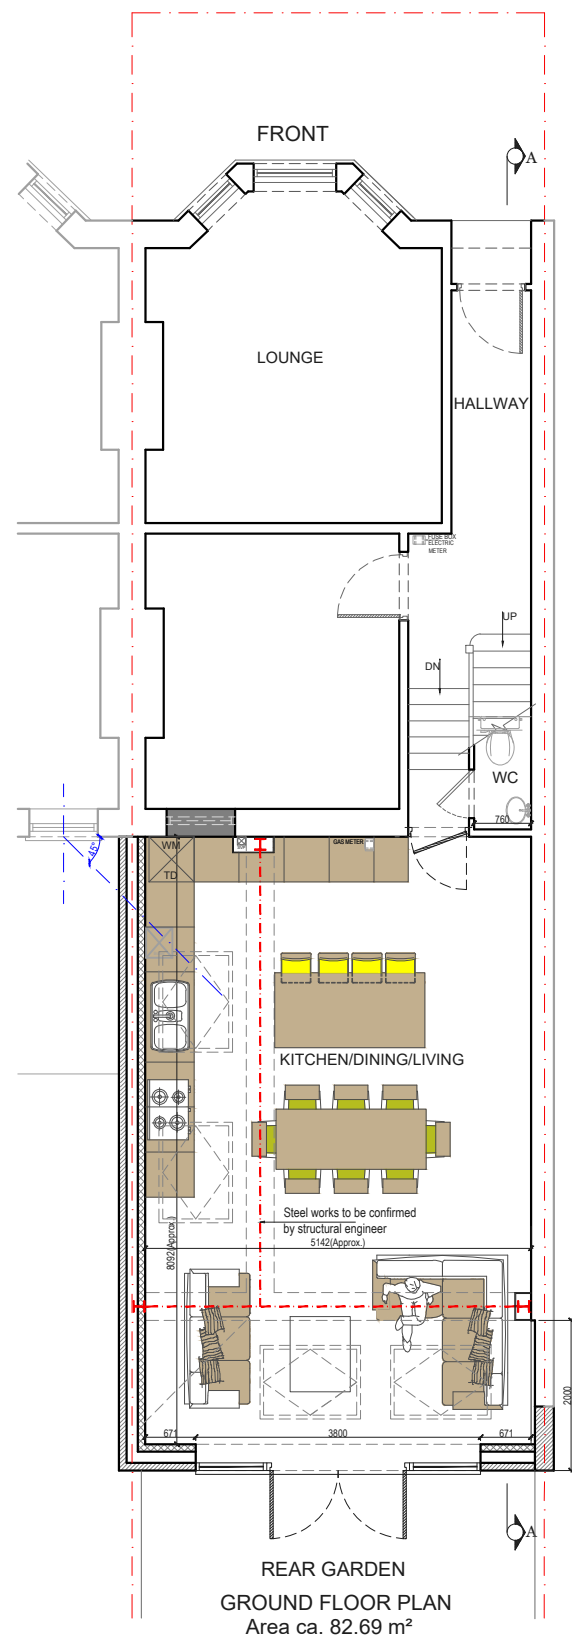 FRONT
A
LOUNGE
HALLWAY
FUSE BOX
ELECTRIC
METER
UP
DN
WC
760
45°
WM
TD
GAS METER
KITCHEN/DINING/LIVING
Steel works to be confirmed
by structural engineer
5142(Approx.)
8092(Approx.)
2000
671
3800
671
A
REAR GARDEN
GROUND FLOOR PLAN
Area ca. 82.69 m²